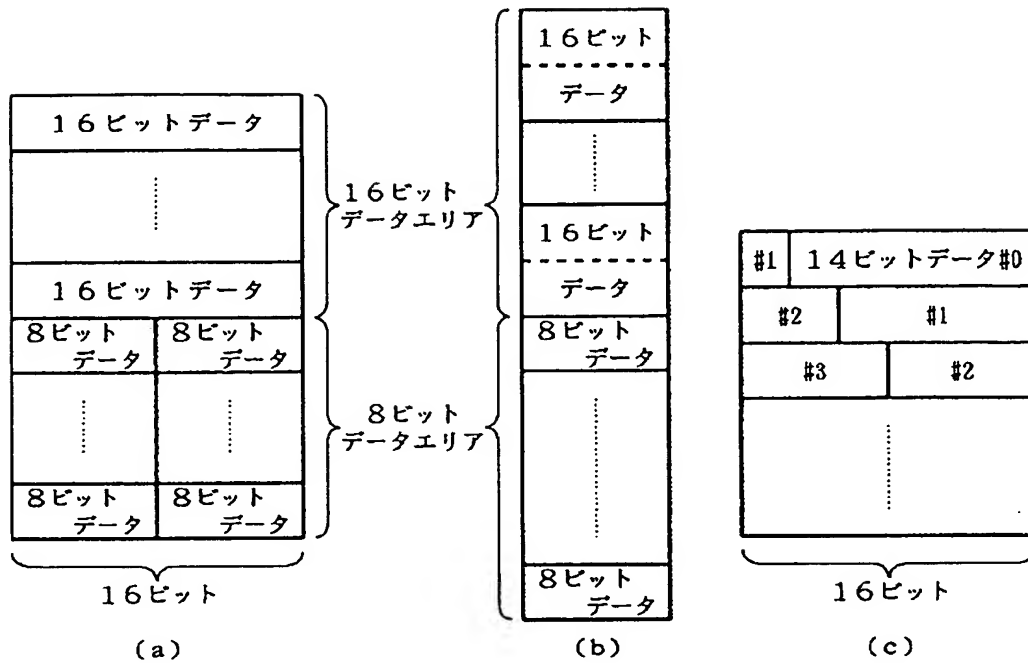 16ビットデータ
16ビットデータ
8ビット
データ
8ビット
データ
8ビット
データ
8ビット
データ
16ビット
(a)
16ビット
データエリア
8ビット
データエリア
16ビット
データ
16ビット
データ
8ビット
データ
8ビット
データ
(b)
#1 14ビットデータ#0
#2 #1
#3 #2
16ビット
(c)